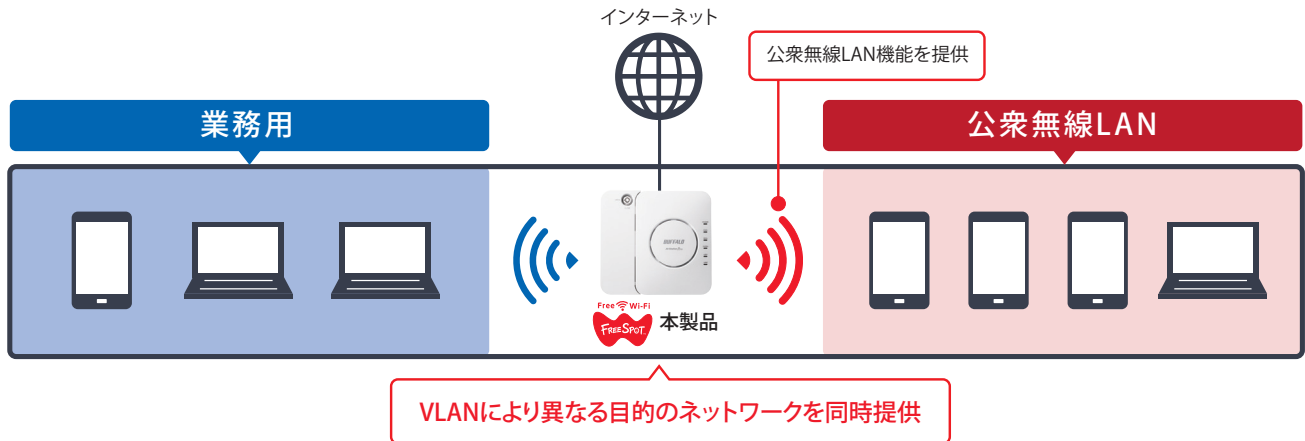 インターネット
公衆無線LAN機能を提供
業務用
公衆無線LAN
BUFFALO
Free Wi-Fi
FREESPOT
本製品
VLANにより異なる目的のネットワークを同時提供